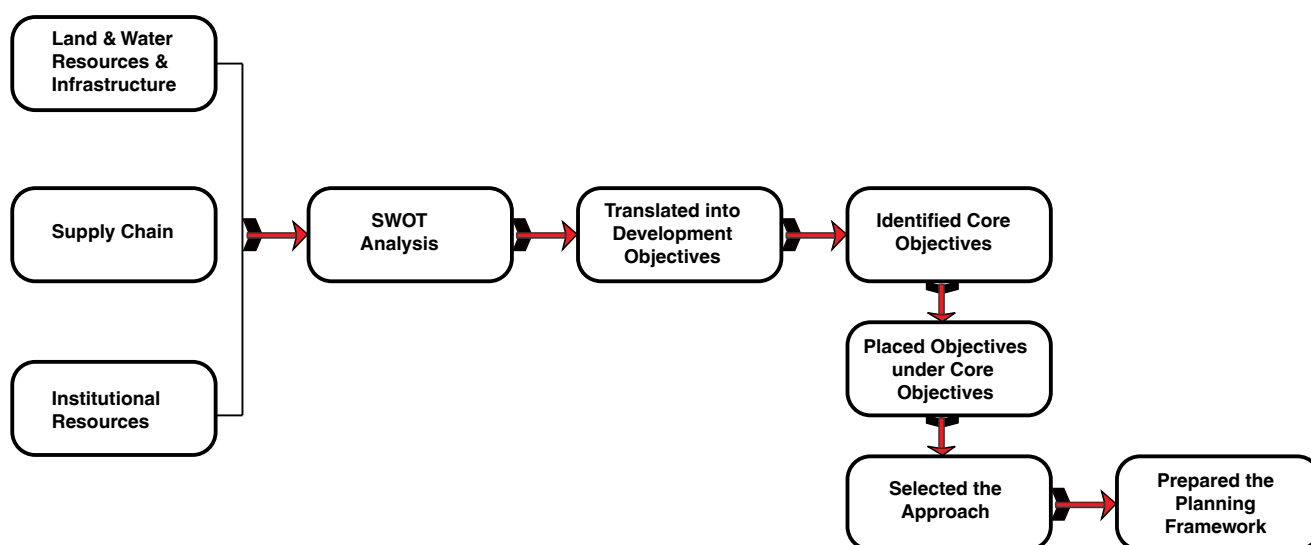 Land & Water
Resources &
Infrastructure
Supply Chain
Institutional
Resources
SWOT
Analysis
Translated into
Development
Objectives
Identified Core
Objectives
Placed Objectives
under Core
Objectives
Selected the
Approach
Prepared the
Planning
Framework